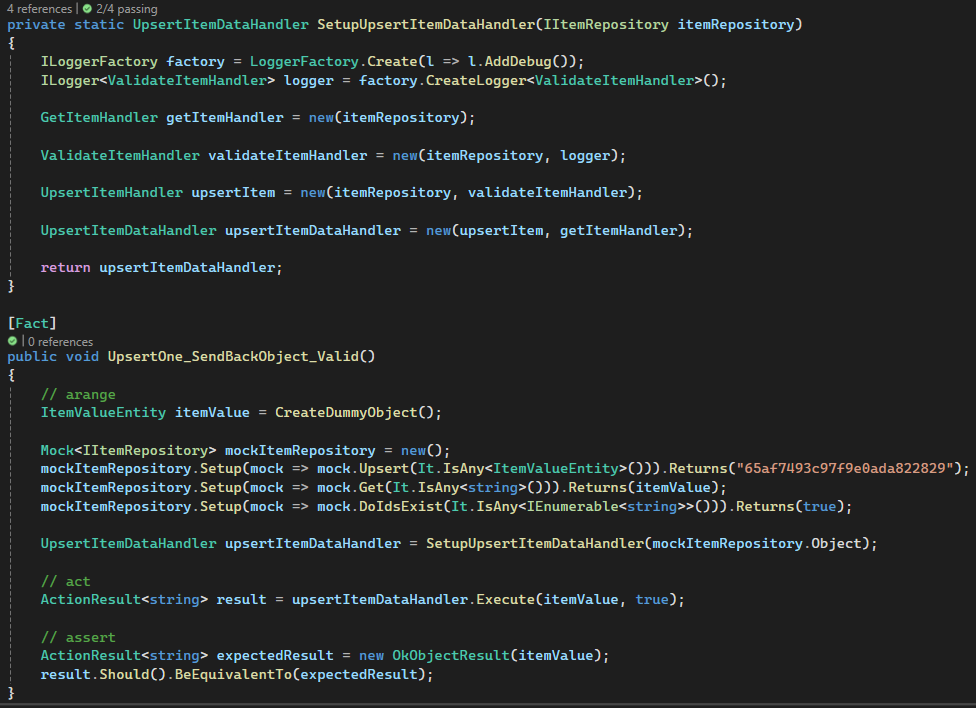 4 references | 2/4 passing
private static UpsertItemDataHandler SetupUpsertItemDataHandler(IItemRepository itemRepository)
{
    ILoggerFactory factory = LoggerFactory.Create(l => l.AddDebug());
    ILogger<ValidateItemHandler> logger = factory.CreateLogger<ValidateItemHandler>();

    GetItemHandler getItemHandler = new(itemRepository);

    ValidateItemHandler validateItemHandler = new(itemRepository, logger);

    UpsertItemHandler upsertItem = new(itemRepository, validateItemHandler);

    UpsertItemDataHandler upsertItemDataHandler = new(upsertItem, getItemHandler);

    return upsertItemDataHandler;
}

[Fact]
| 0 references
public void UpsertOne_SendBackObject_Valid()
{
    // arange
    ItemValueEntity itemValue = CreateDummyObject();

    Mock<IItemRepository> mockItemRepository = new();
    mockItemRepository.Setup(mock => mock.Upsert(It.IsAny<ItemValueEntity>())).Returns("65af7493c97f9e0ada822829");
    mockItemRepository.Setup(mock => mock.Get(It.IsAny<string>())).Returns(itemValue);
    mockItemRepository.Setup(mock => mock.DoIdsExist(It.IsAny<IEnumerable<string>>())).Returns(true);

    UpsertItemDataHandler upsertItemDataHandler = SetupUpsertItemDataHandler(mockItemRepository.Object);

    // act
    ActionResult<string> result = upsertItemDataHandler.Execute(itemValue, true);

    // assert
    ActionResult<string> expectedResult = new OkObjectResult(itemValue);
    result.Should().BeEquivalentTo(expectedResult);
}